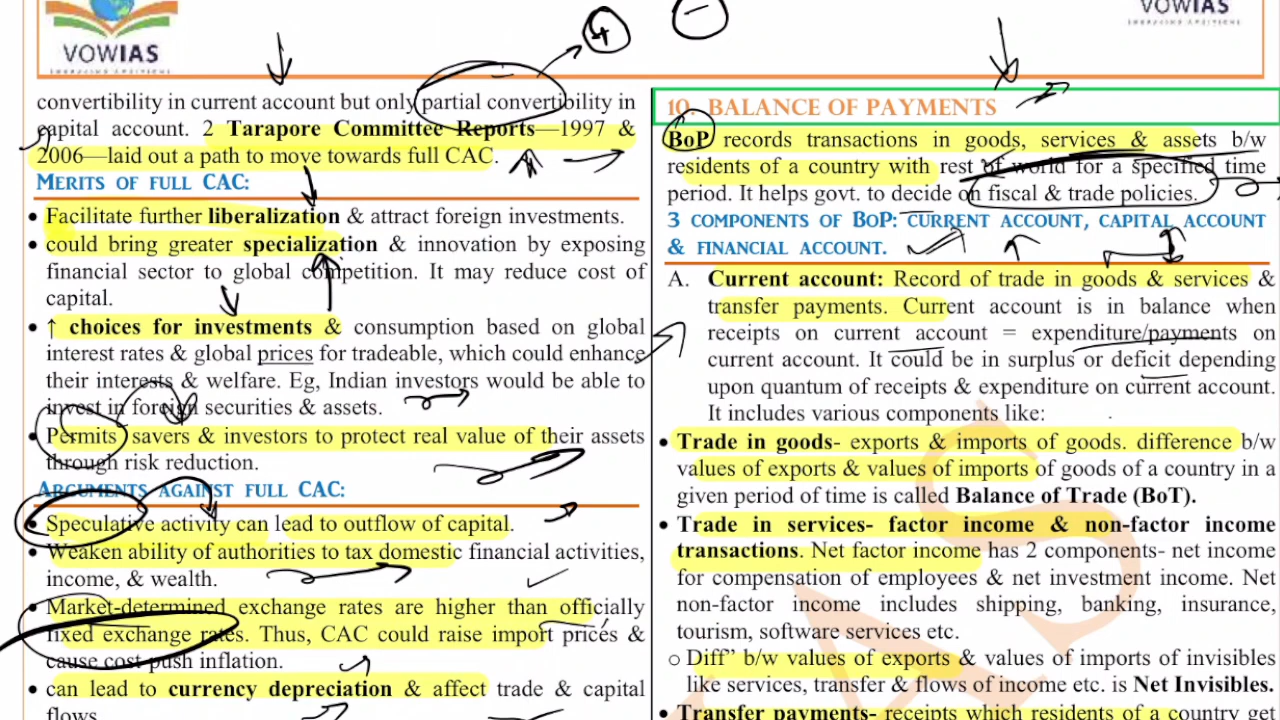 VOWIAS
VOWIAS
convertibility in current account but only partial convertibility in
capital account. 2 Tarapore Committee Reports—1997 &
2006—laid out a path to move towards full CAC.
MERITS OF FULL CAC:
• Facilitate further liberalization & attract foreign investments.
• could bring greater specialization & innovation by exposing
financial sector to global competition. It may reduce cost of
capital.
• ↑ choices for investments & consumption based on global
interest rates & global prices for tradeable, which could enhance
their interests & welfare. Eg, Indian investors would be able to
invest in foreign securities & assets.
• Permits savers & investors to protect real value of their assets
through risk reduction.
ARGUMENTS AGAINST FULL CAC:
• Speculative activity can lead to outflow of capital.
• Weaken ability of authorities to tax domestic financial activities,
income, & wealth.
• Market-determined exchange rates are higher than officially
fixed exchange rates. Thus, CAC could raise import prices &
cause cost-push inflation.
• can lead to currency depreciation & affect trade & capital
flows.
10. BALANCE OF PAYMENTS
BoP records transactions in goods, services & assets b/w
residents of a country with rest of world for a specified time
period. It helps govt. to decide on fiscal & trade policies.
3 COMPONENTS OF BOP: CURRENT ACCOUNT, CAPITAL ACCOUNT
& FINANCIAL ACCOUNT.
A. Current account: Record of trade in goods & services &
transfer payments. Current account is in balance when
receipts on current account = expenditure/payments on
current account. It could be in surplus or deficit depending
upon quantum of receipts & expenditure on current account.
It includes various components like:
• Trade in goods- exports & imports of goods. difference b/w
values of exports & values of imports of goods of a country in a
given period of time is called Balance of Trade (BoT).
• Trade in services- factor income & non-factor income
transactions. Net factor income has 2 components- net income
for compensation of employees & net investment income. Net
non-factor income includes shipping, banking, insurance,
tourism, software services etc.
o Diffⁿ b/w values of exports & values of imports of invisibles
like services, transfer & flows of income etc. is Net Invisibles.
• Transfer payments- receipts which residents of a country get